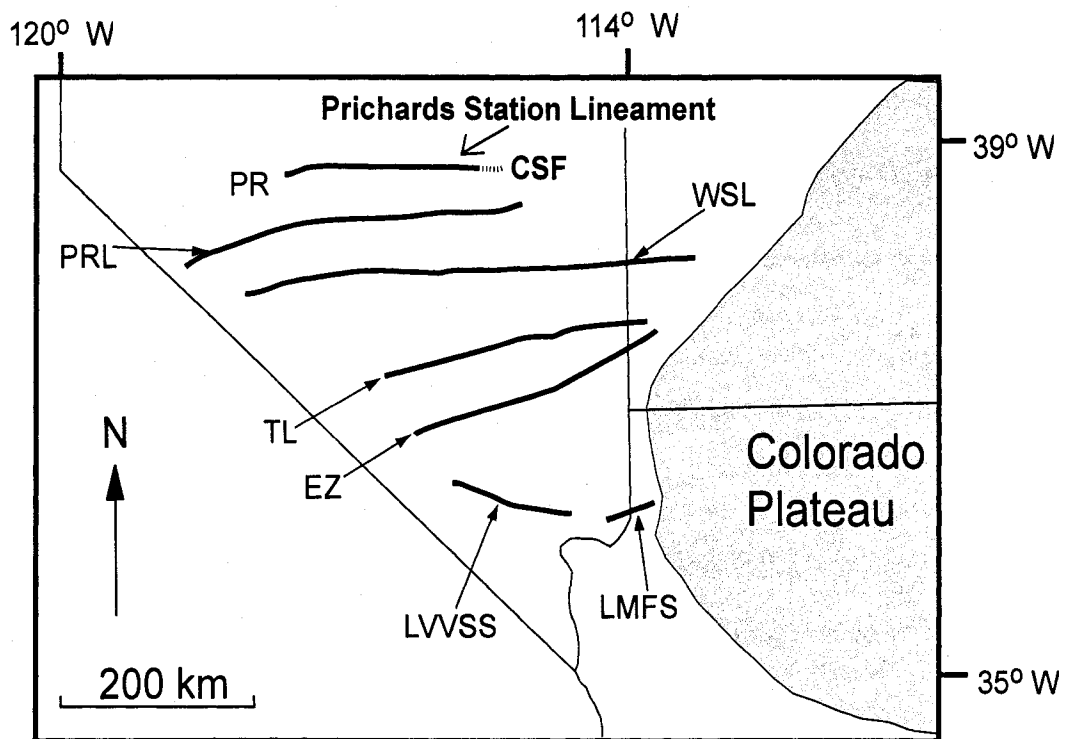 120° W
114° W
Prichards Station Lineament
39° W
PR
CSF
WSL
PRL
TL
N
EZ
Colorado
Plateau
LVVSS
LMFS
200 km
35° W